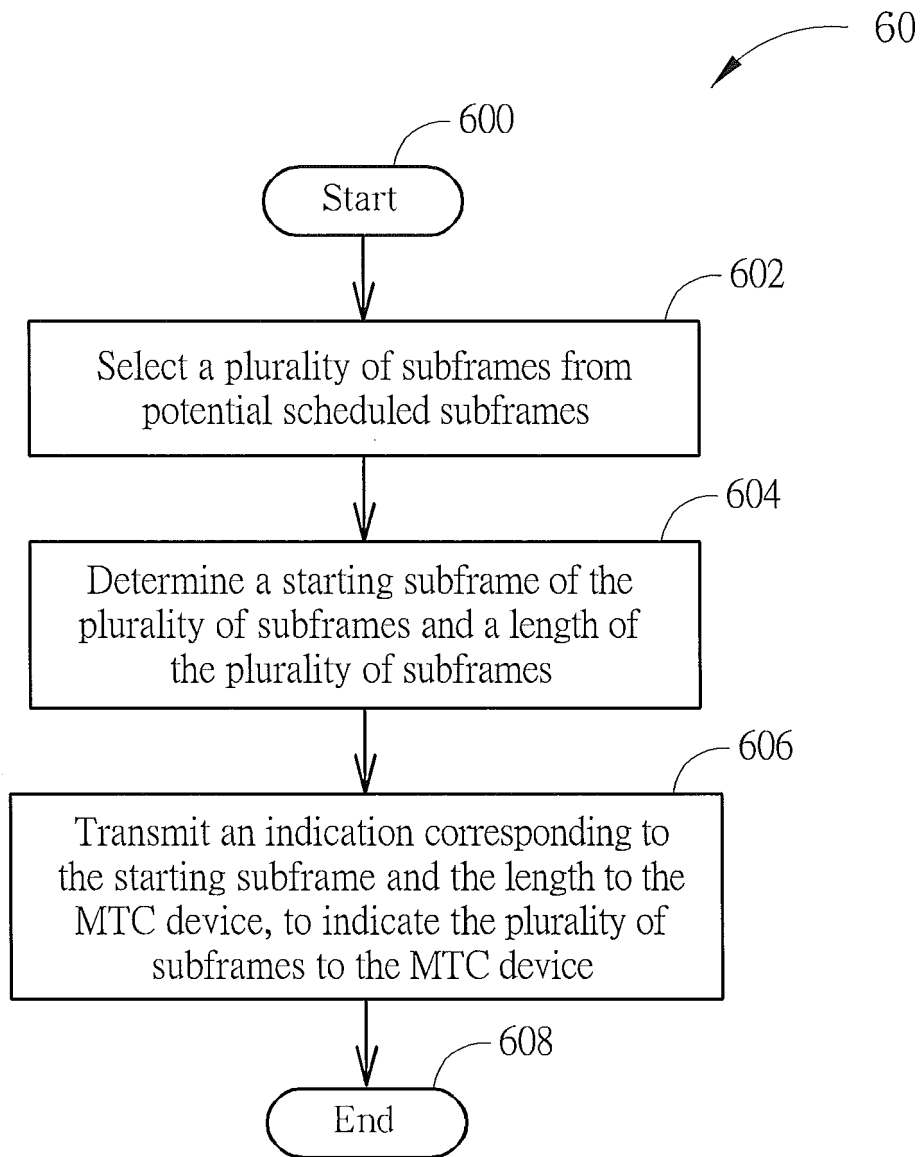 60
600
Start
602
Select a plurality of subframes from
potential scheduled subframes
604
Determine a starting subframe of the
plurality of subframes and a length of
the plurality of subframes
606
Transmit an indication corresponding to
the starting subframe and the length to the
MTC device, to indicate the plurality of
subframes to the MTC device
608
End